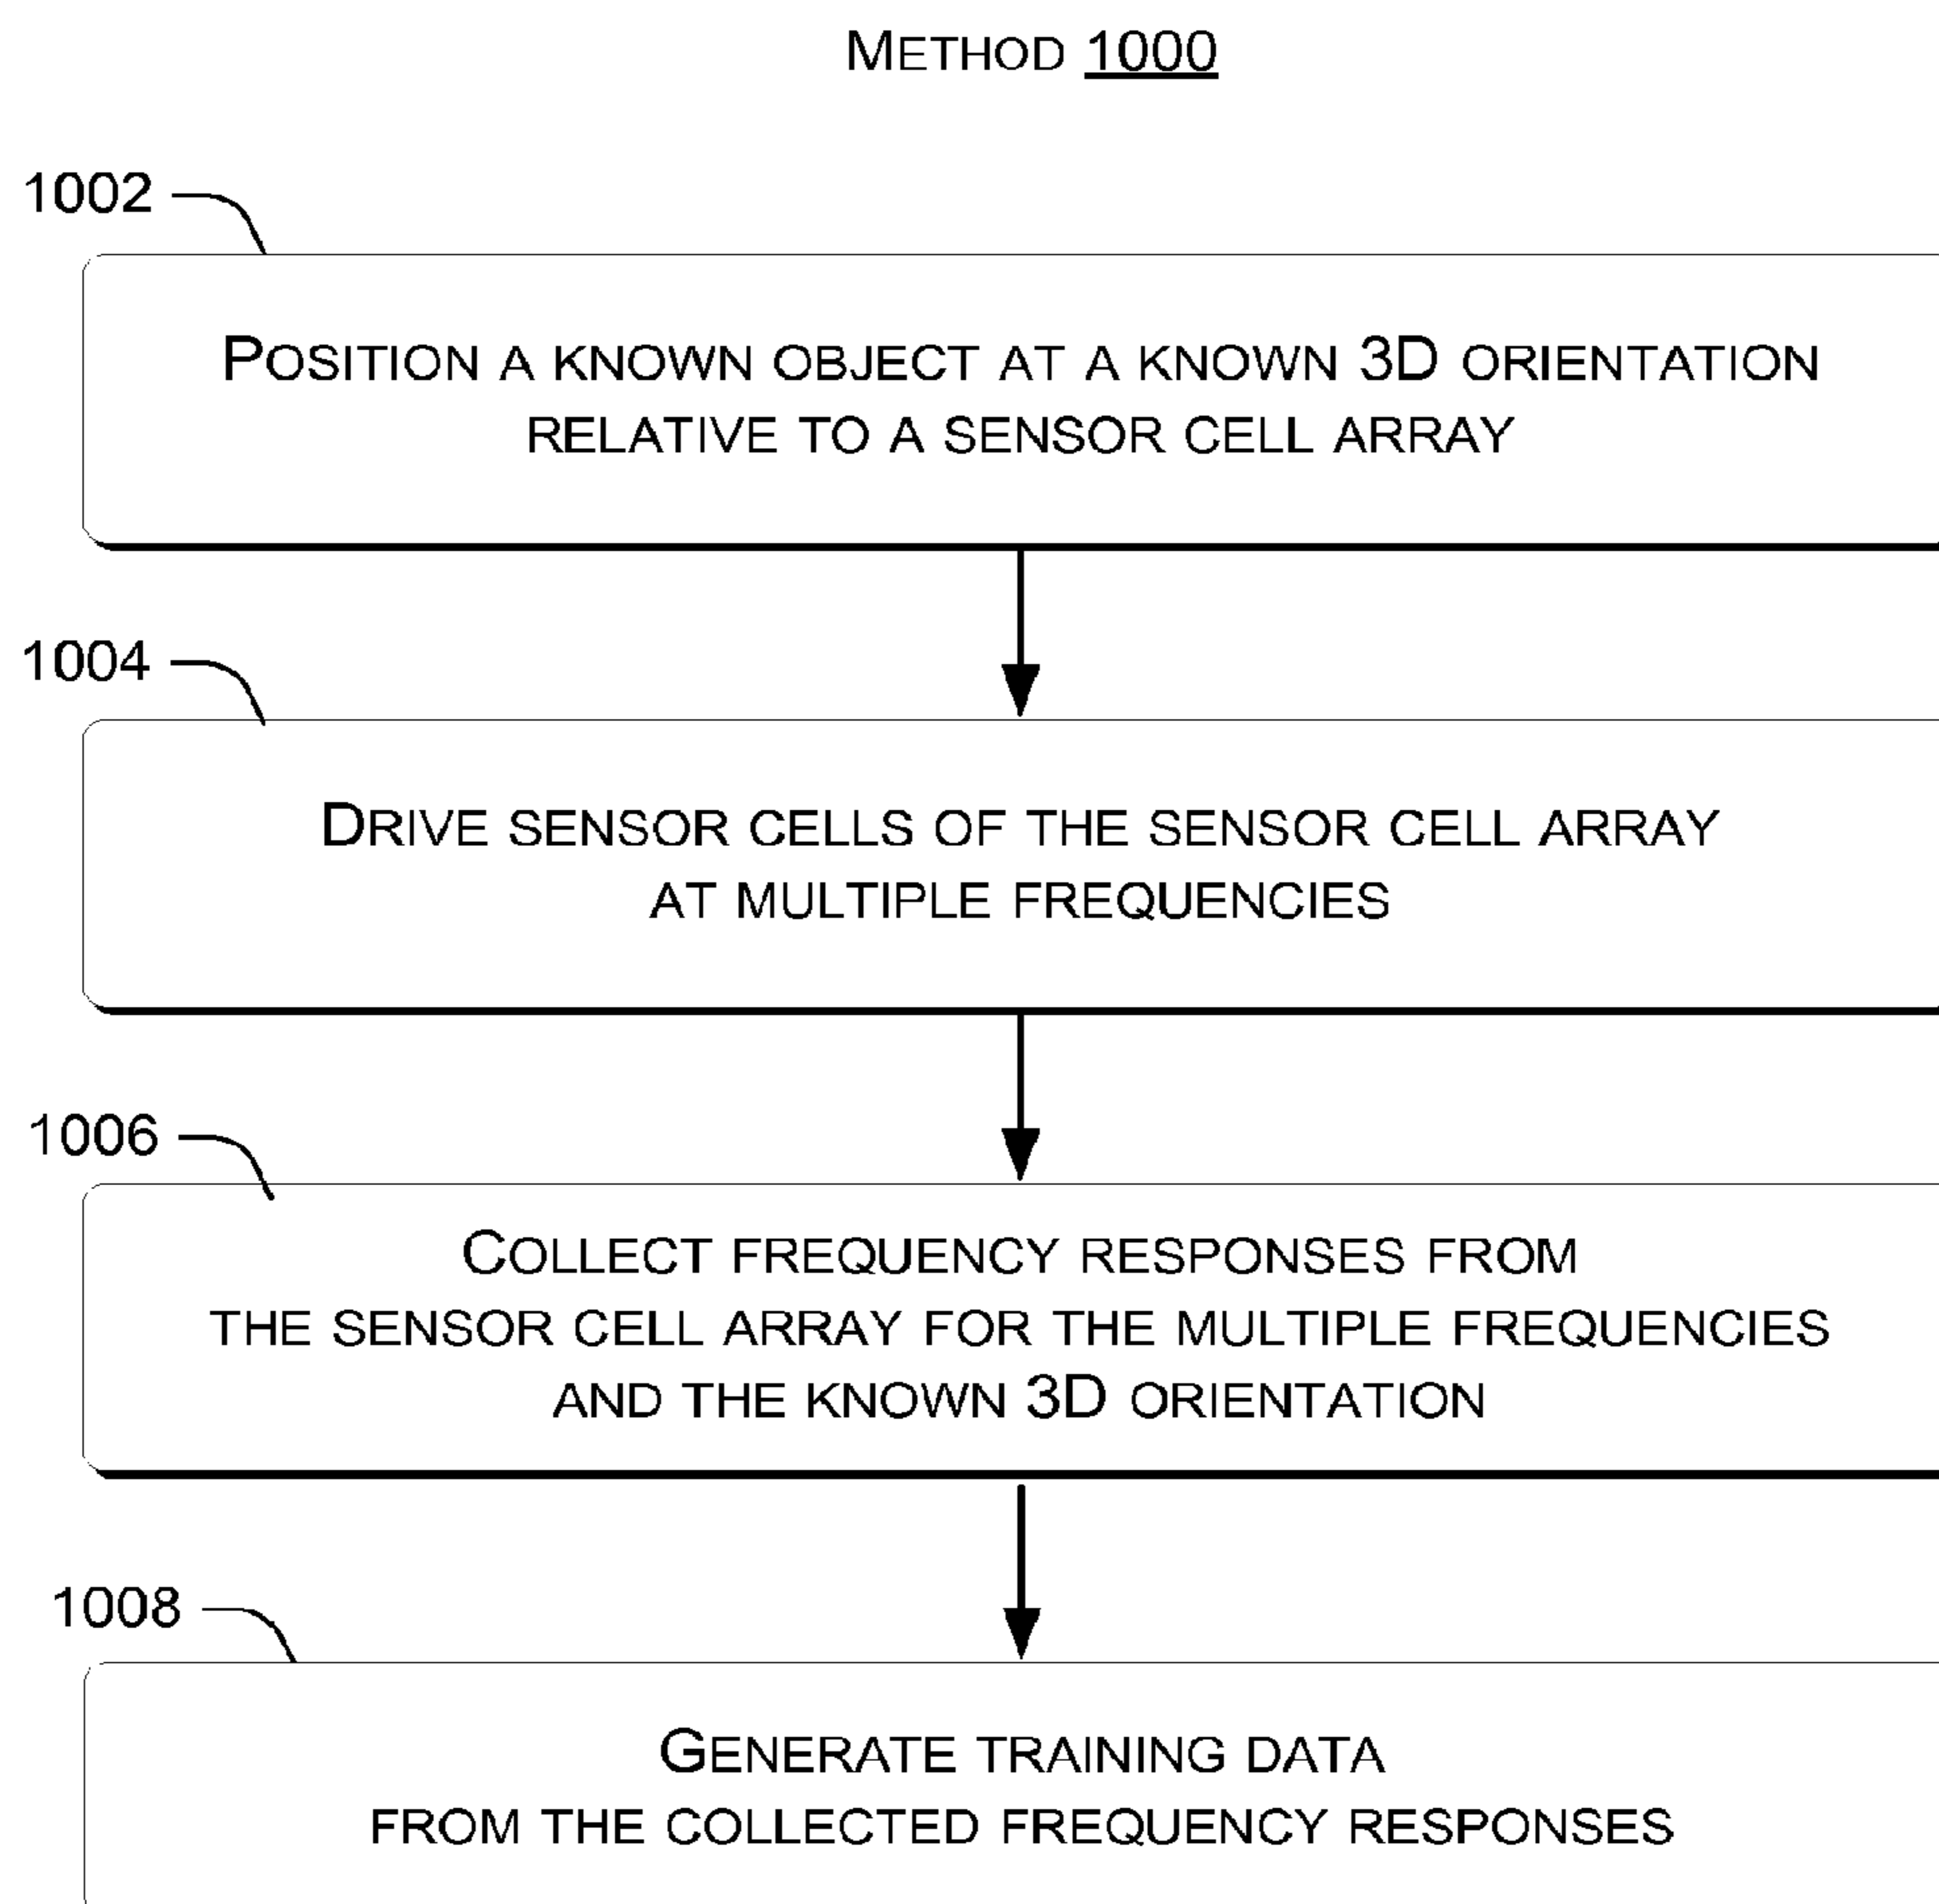 METHOD 1000
1002
POSITION A KNOWN OBJECT AT A KNOWN 3D ORIENTATION
RELATIVE TO A SENSOR CELL ARRAY
1004
DRIVE SENSOR CELLS OF THE SENSOR CELL ARRAY
AT MULTIPLE FREQUENCIES
1006
COLLECT FREQUENCY RESPONSES FROM
THE SENSOR CELL ARRAY FOR THE MULTIPLE FREQUENCIES
AND THE KNOWN 3D ORIENTATION
1008
GENERATE TRAINING DATA
FROM THE COLLECTED FREQUENCY RESPONSES